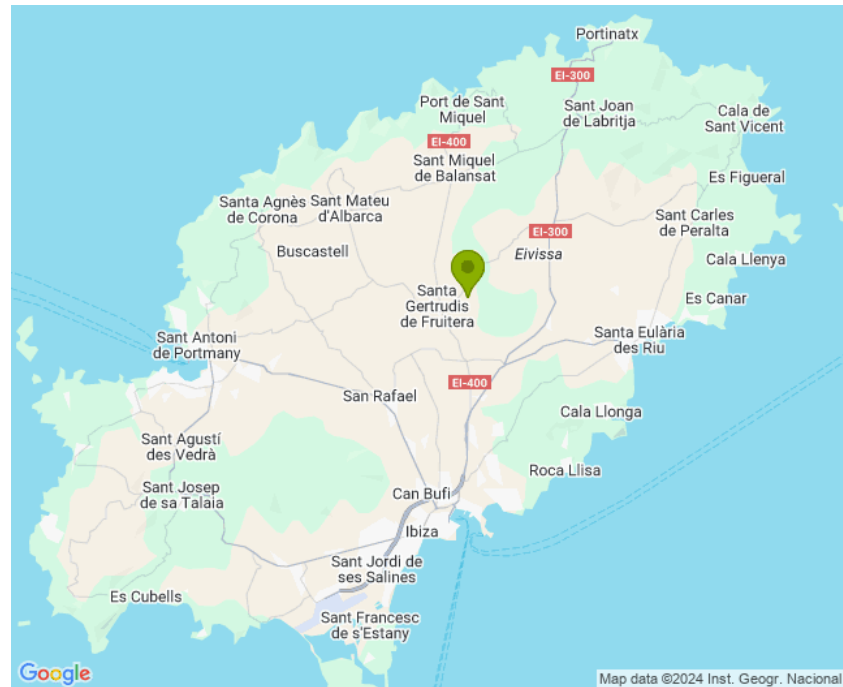 Portinatx
EI-300
Port de Sant
Miquel
Sant Joan
de Labritja
Cala de
Sant Vicent
EI-400
Sant Miquel
de Balansat
Es Figueral
Santa Agnès
de Corona
Sant Mateu
d'Albarca
Sant Carles
de Peralta
EI-300
Buscastell
Eivissa
Cala Llenya
Santa
Gertrudis
de Fruitera
Es Canar
Sant Antoni
de Portmany
Santa Eulària
des Riu
EI-400
San Rafael
Cala Llonga
Sant Agustí
des Vedrà
Roca Llisa
Sant Josep
de sa Talaia
Can Bufi
Ibiza
Sant Jordi de
ses Salines
Es Cubells
Sant Francesc
de s'Estany
Google
Map data ©2024 Inst. Geogr. Nacional